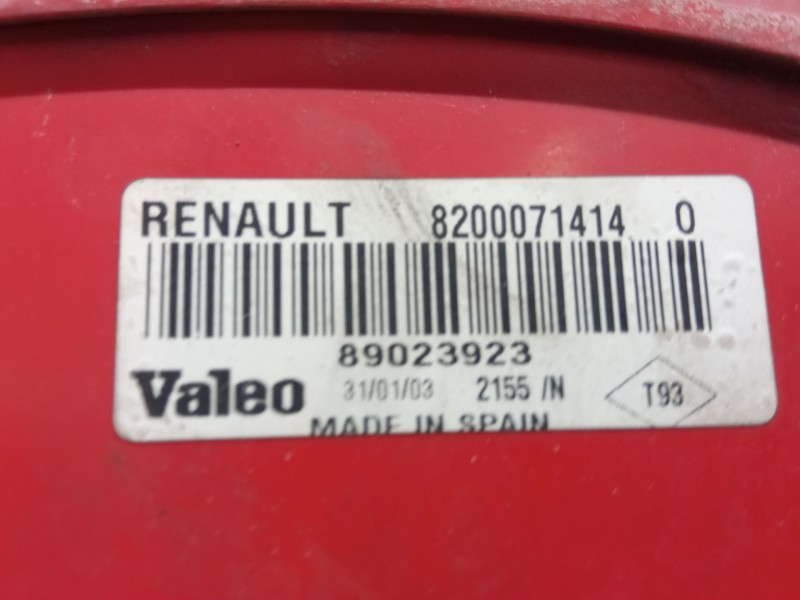 RENAULT 8200071414 0
89023923
Valeo 31/01/03 2155 /N T93
MADE IN SPAIN